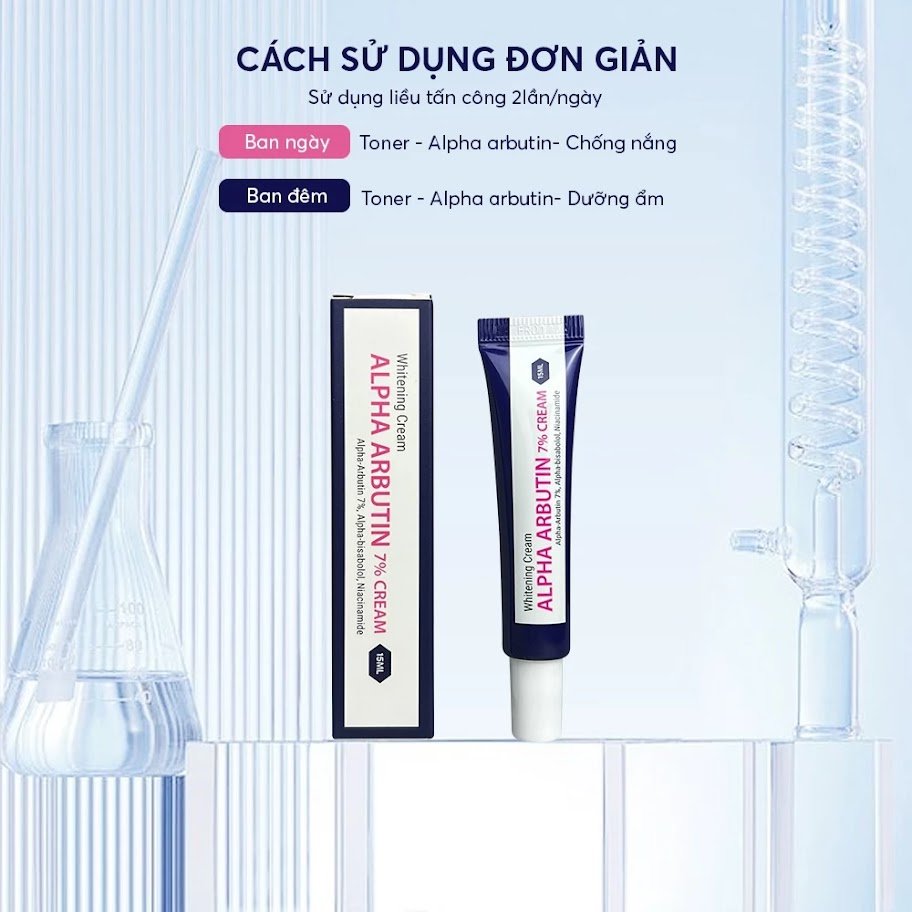 CÁCH SỬ DỤNG ĐƠN GIẢN
Sử dụng liều tấn công 2lần/ngày
Ban ngày Toner - Alpha arbutin- Chống nắng
Ban đêm Toner - Alpha arbutin- Dưỡng ẩm
Whitening Cream
ALPHA ARBUTIN 7% CREAM
Alpha-Arbutin 7%, Alpha-bisabolol, Niacinamide
15ML
Whitening Cream
ALPHA ARBUTIN 7% CREAM
Alpha-Arbutin 7%, Alpha-bisabolol, Niacinamide
15ML
100
80